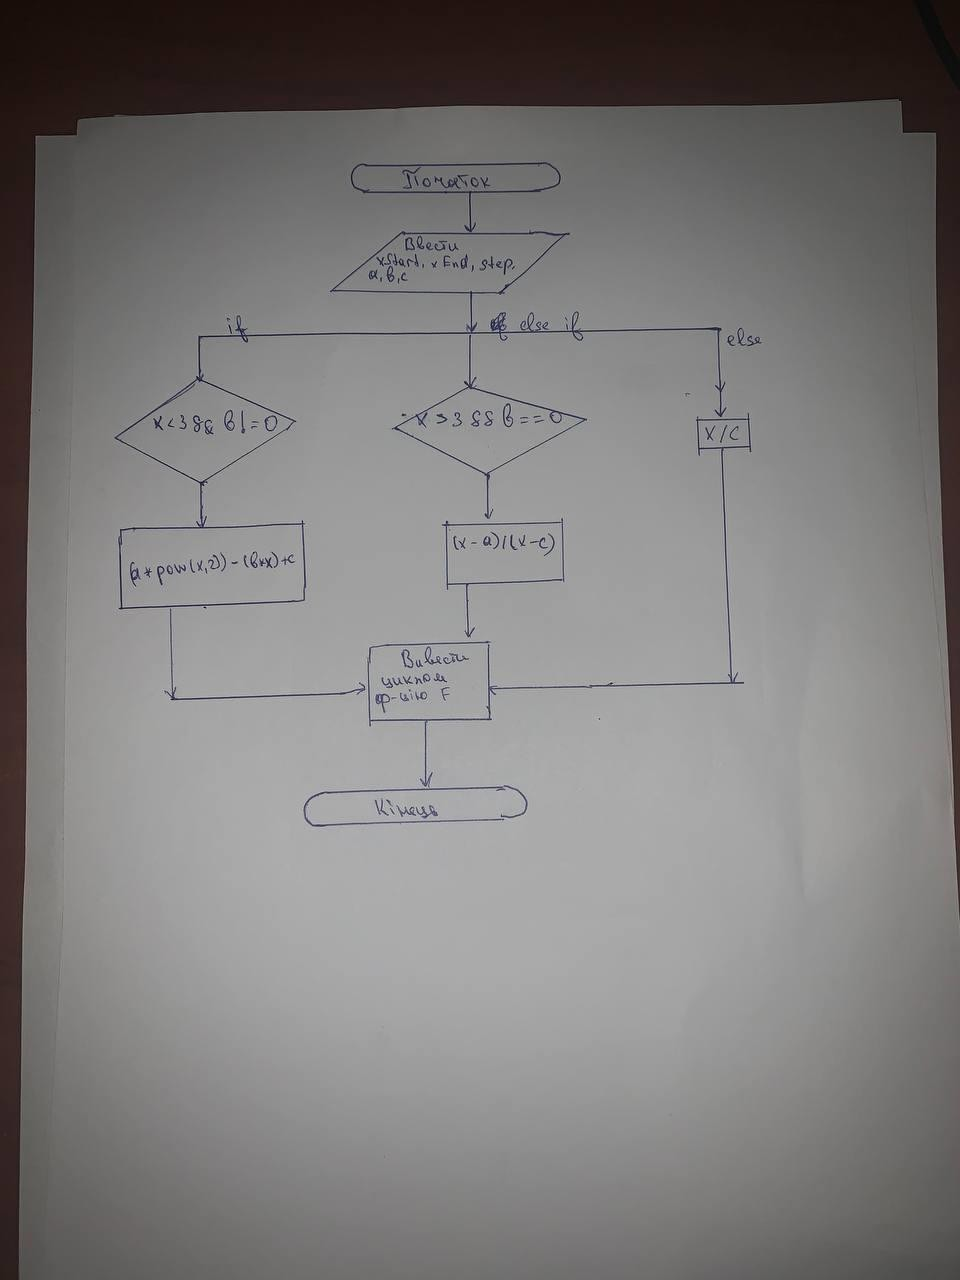 Початок
Ввести
xStart, xEnd, step,
a, b, c
if
else if
else
x<3 && b!=0
x>3 && b==0
x/c
(a*pow(x,2))-(b*x)+c
(x-a)/(x-c)
Вивести
циклом
ф-цію F
Кінець